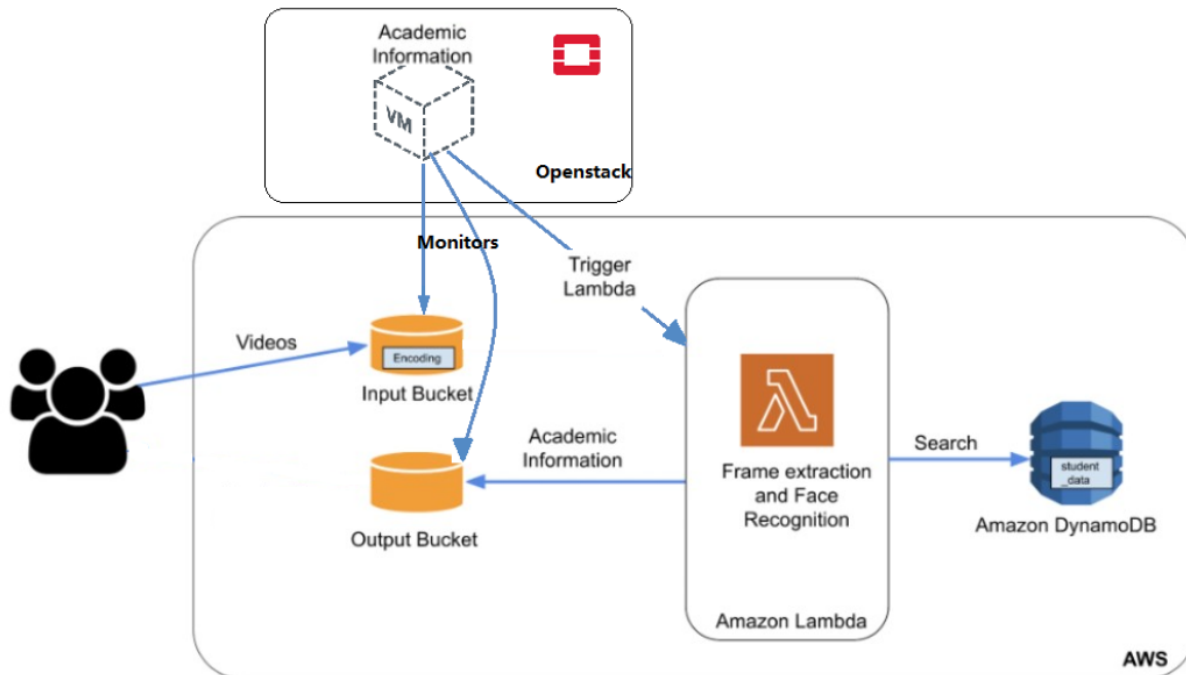 Academic
Information
VM
Openstack
Monitors
Trigger
Lambda
Videos
Encoding
Input Bucket
Academic
Information
Output Bucket
Frame extraction
and Face
Recognition
Amazon Lambda
Search
student
_data
Amazon DynamoDB
AWS